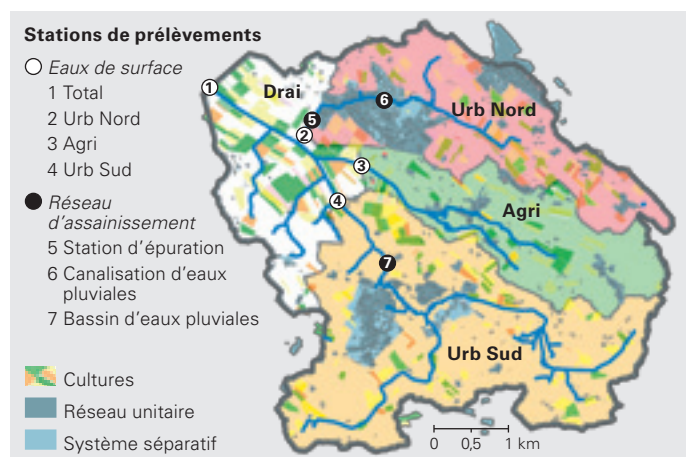 Stations de prélèvements
Eaux de surface
1 Total
2 Urb Nord
3 Agri
4 Urb Sud
Réseau
d'assainissement
5 Station d'épuration
6 Canalisation d'eaux
pluviales
7 Bassin d'eaux pluviales
Cultures
Réseau unitaire
Système séparatif
Drai
Urb Nord
Agri
Urb Sud
1
2
3
4
5
6
7
0 0,5 1 km